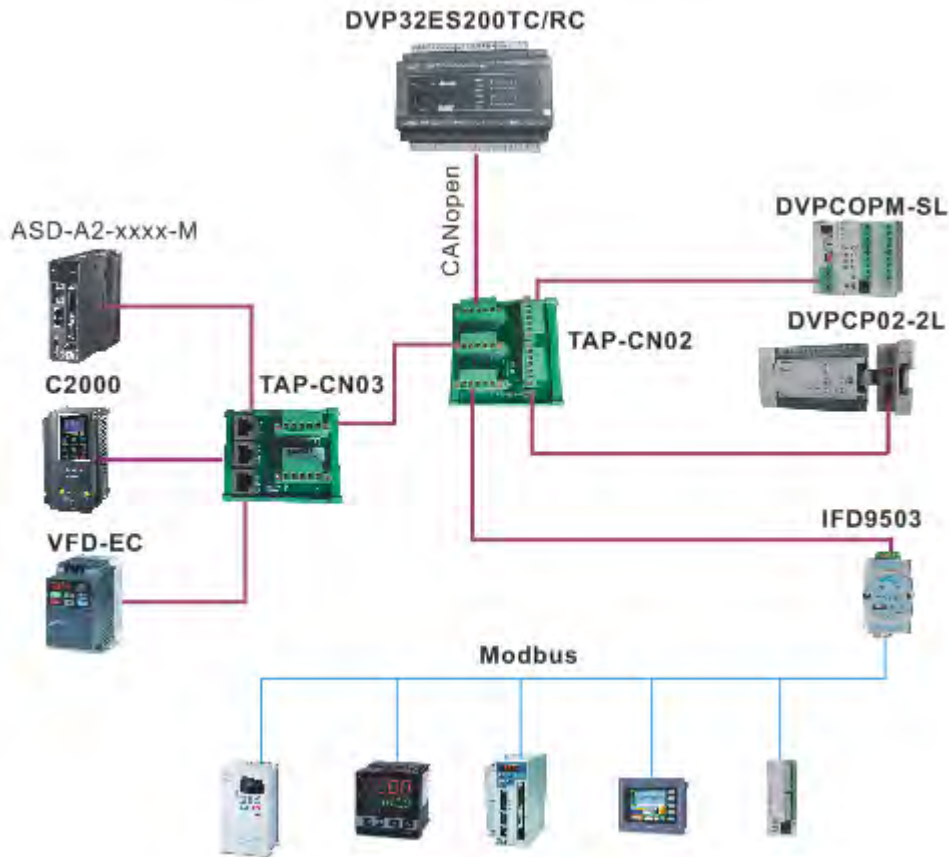 DVP32ES200TC/RC
CANopen
ASD-A2-xxxx-M
DVPCOPM-SL
TAP-CN02
DVPCP02-2L
C2000
TAP-CN03
VFD-EC
IFD9503
Modbus